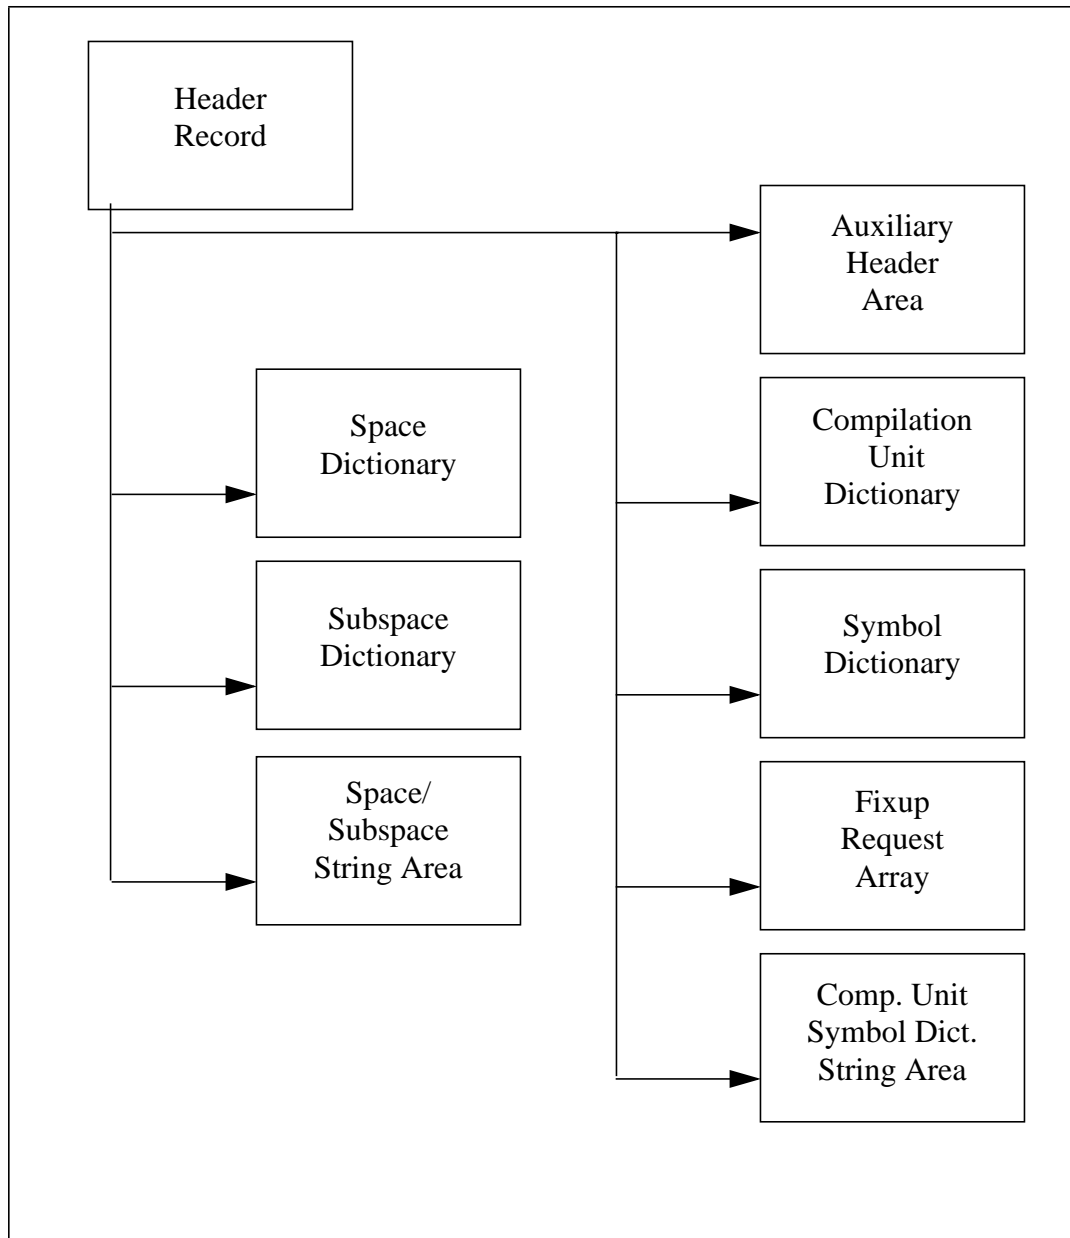 Header
Record
Auxiliary
Header
Area
Space
Dictionary
Compilation
Unit
Dictionary
Subspace
Dictionary
Symbol
Dictionary
Space/
Subspace
String Area
Fixup
Request
Array
Comp. Unit
Symbol Dict.
String Area